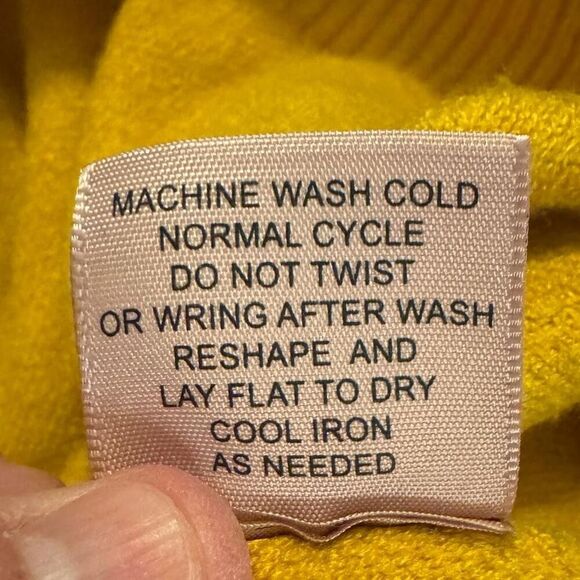 MACHINE WASH COLD
NORMAL CYCLE
DO NOT TWIST
OR WRING AFTER WASH
RESHAPE AND
LAY FLAT TO DRY
COOL IRON
AS NEEDED